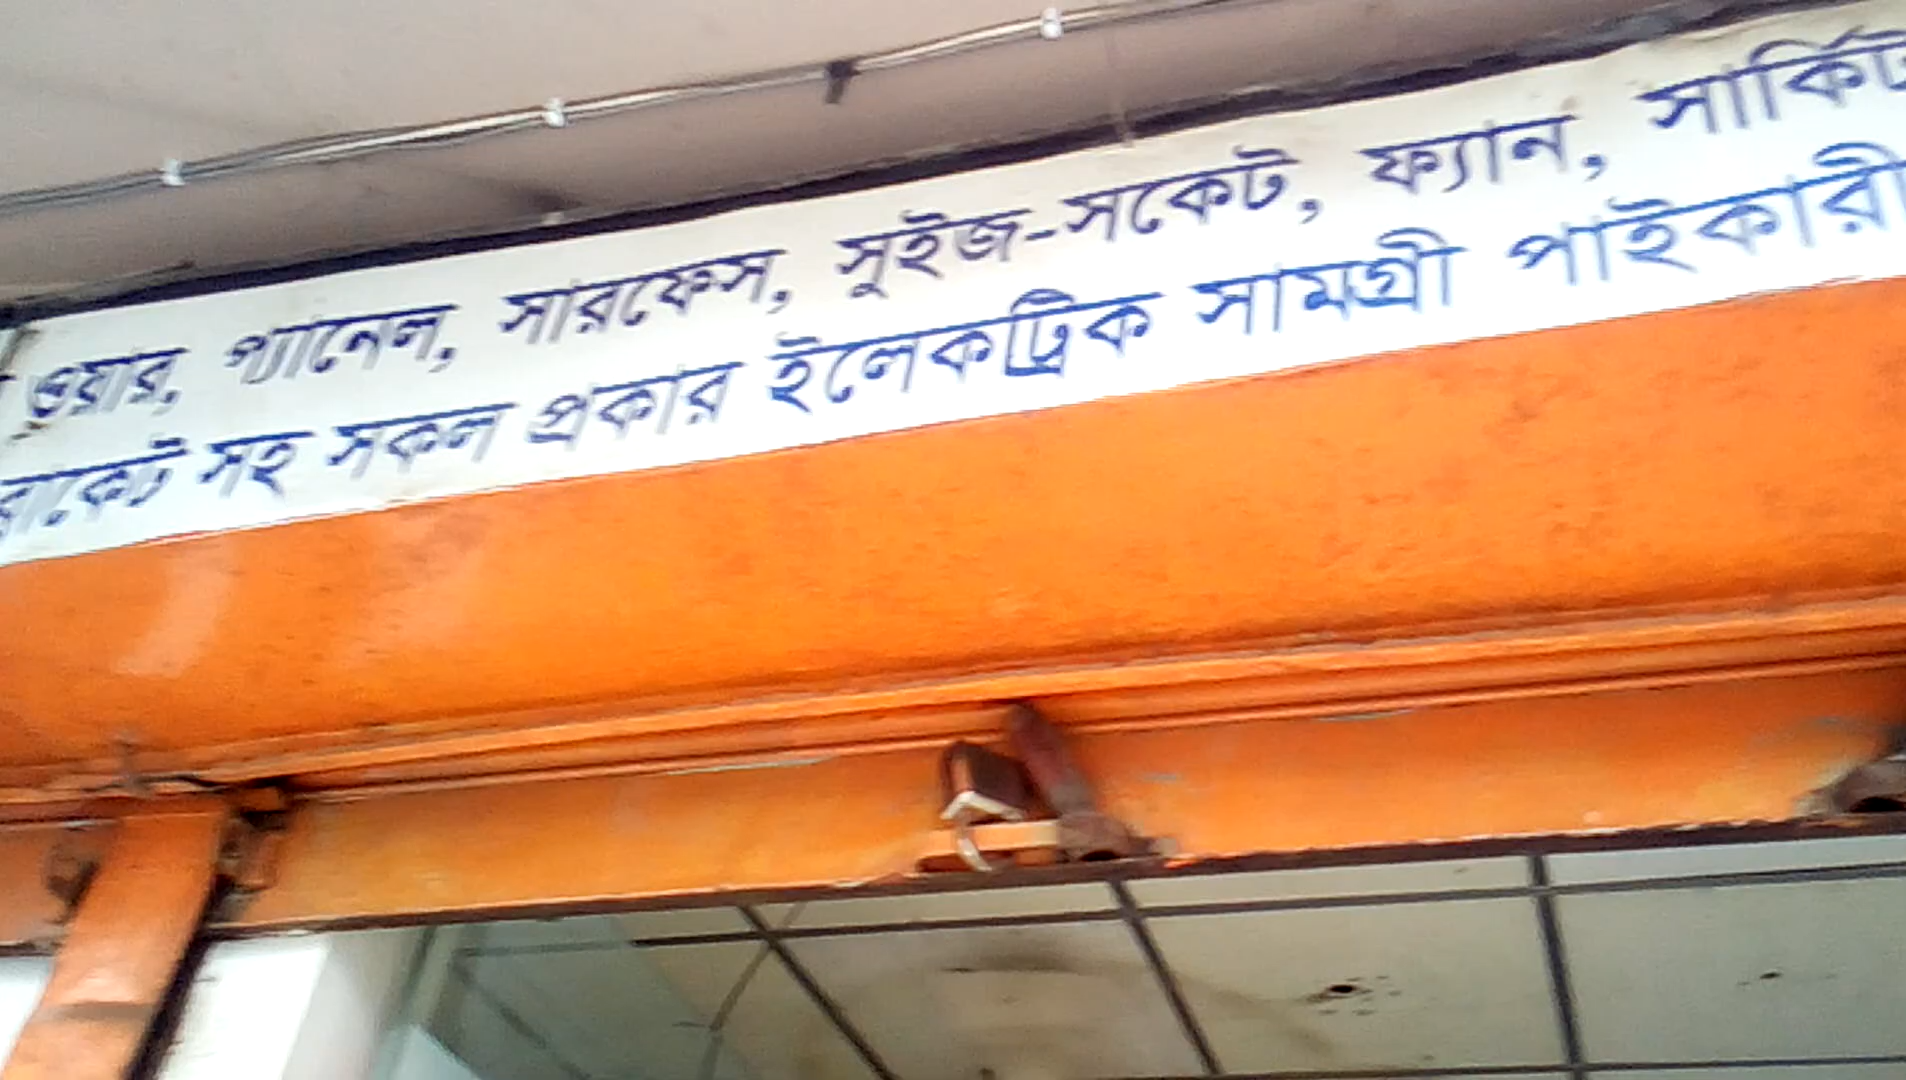 ওয়্যার, প্যানেল, সারফেস, সুইজ-সকেট, ফ্যান, সার্কিট
সহ সকল প্রকার ইলেকট্রিক সামগ্রী পাইকারী